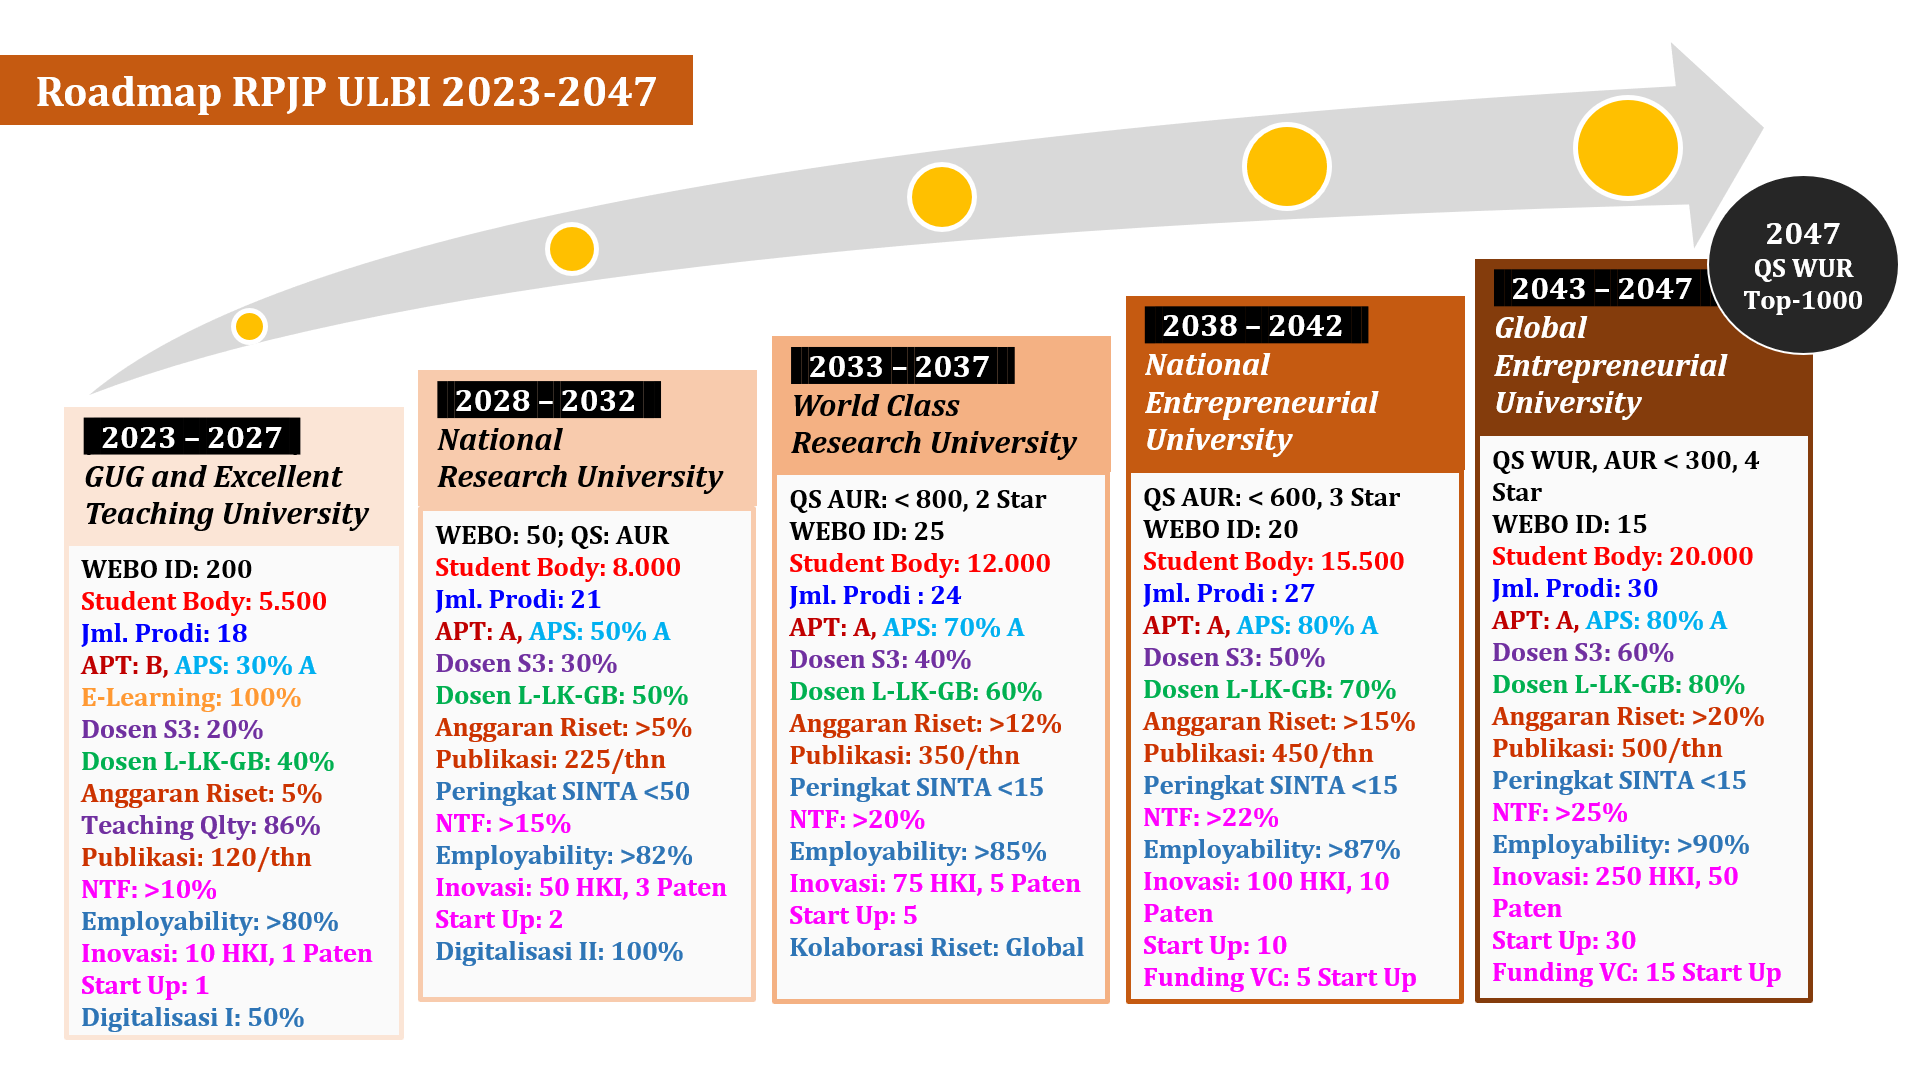 Roadmap RPJP ULBI 2023-2047
2023 – 2027
GUG and Excellent
Teaching University
WEBO ID: 200
Student Body: 5.500
Jml. Prodi: 18
APT: B, APS: 30% A
E-Learning: 100%
Dosen S3: 20%
Dosen L-LK-GB: 40%
Anggaran Riset: 5%
Teaching Qlty: 86%
Publikasi: 120/thn
NTF: >10%
Employability: >80%
Inovasi: 10 HKI, 1 Paten
Start Up: 1
Digitalisasi I: 50%
2028 – 2032
National
Research University
WEBO: 50; QS: AUR
Student Body: 8.000
Jml. Prodi: 21
APT: A, APS: 50% A
Dosen S3: 30%
Dosen L-LK-GB: 50%
Anggaran Riset: >5%
Publikasi: 225/thn
Peringkat SINTA <50
NTF: >15%
Employability: >82%
Inovasi: 50 HKI, 3 Paten
Start Up: 2
Digitalisasi II: 100%
2033 – 2037
World Class
Research University
QS AUR: < 800, 2 Star
WEBO ID: 25
Student Body: 12.000
Jml. Prodi : 24
APT: A, APS: 70% A
Dosen S3: 40%
Dosen L-LK-GB: 60%
Anggaran Riset: >12%
Publikasi: 350/thn
Peringkat SINTA <15
NTF: >20%
Employability: >85%
Inovasi: 75 HKI, 5 Paten
Start Up: 5
Kolaborasi Riset: Global
2038 – 2042
National
Entrepreneurial
University
QS AUR: < 600, 3 Star
WEBO ID: 20
Student Body: 15.500
Jml. Prodi : 27
APT: A, APS: 80% A
Dosen S3: 50%
Dosen L-LK-GB: 70%
Anggaran Riset: >15%
Publikasi: 450/thn
Peringkat SINTA <15
NTF: >22%
Employability: >87%
Inovasi: 100 HKI, 10
Paten
Start Up: 10
Funding VC: 5 Start Up
2043 – 2047
Global
Entrepreneurial
University
QS WUR, AUR < 300, 4
Star
WEBO ID: 15
Student Body: 20.000
Jml. Prodi: 30
APT: A, APS: 80% A
Dosen S3: 60%
Dosen L-LK-GB: 80%
Anggaran Riset: >20%
Publikasi: 500/thn
Peringkat SINTA <15
NTF: >25%
Employability: >90%
Inovasi: 250 HKI, 50
Paten
Start Up: 30
Funding VC: 15 Start Up
2047
QS WUR
Top-1000